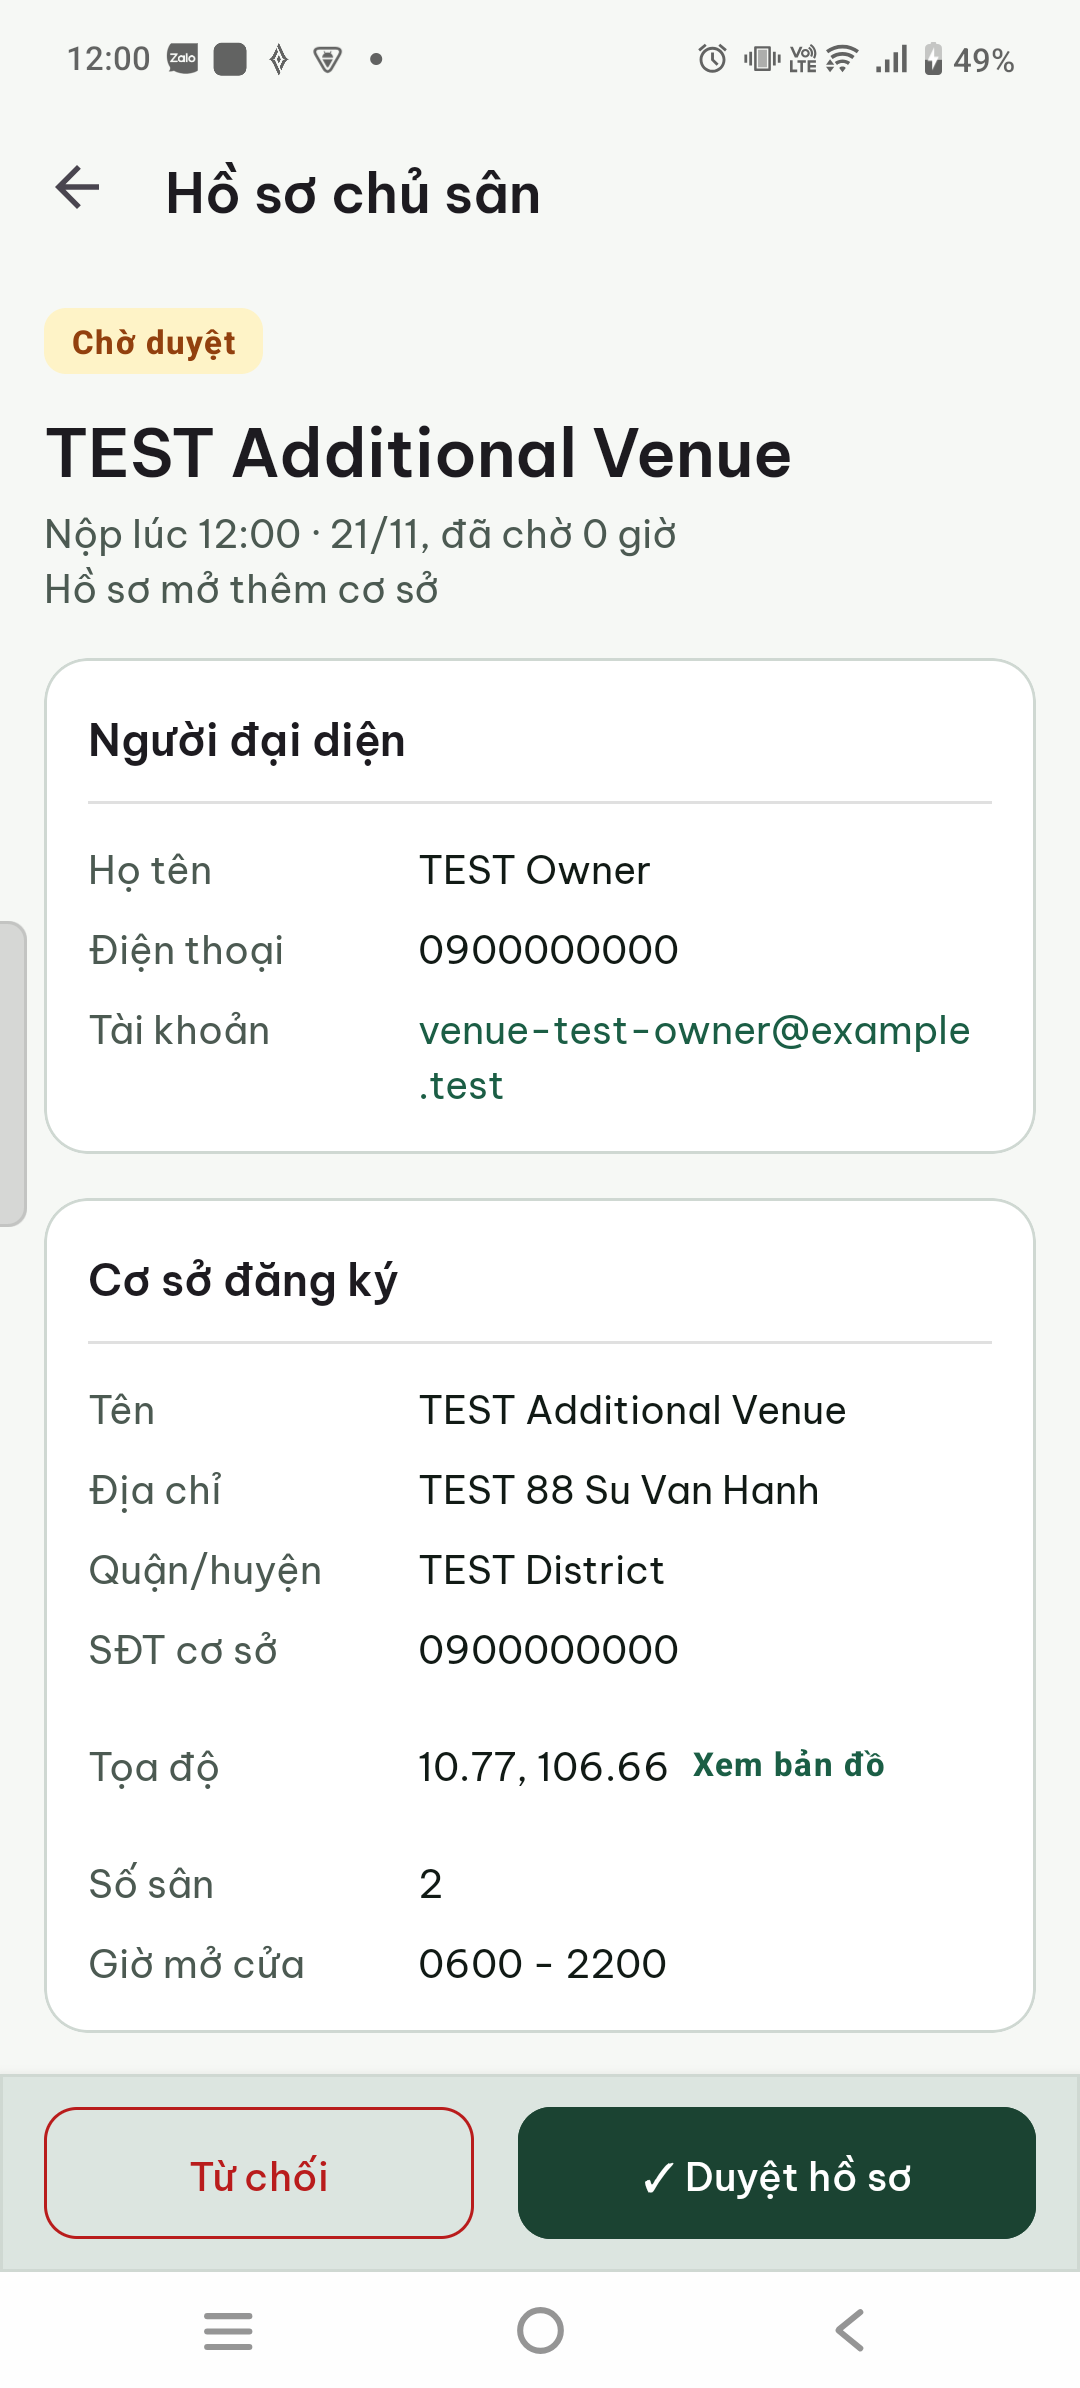 12:00
Zalo
Vo)) LTE
49%
Hồ sơ chủ sân
Chờ duyệt
TEST Additional Venue
Nộp lúc 12:00 · 21/11, đã chờ 0 giờ
Hồ sơ mở thêm cơ sở
Người đại diện
Họ tên TEST Owner
Điện thoại 0900000000
Tài khoản venue-test-owner@example
.test
Cơ sở đăng ký
Tên TEST Additional Venue
Địa chỉ TEST 88 Su Van Hanh
Quận/huyện TEST District
SĐT cơ sở 0900000000
Tọa độ 10.77, 106.66 Xem bản đồ
Số sân 2
Giờ mở cửa 0600 - 2200
Từ chối
✓ Duyệt hồ sơ